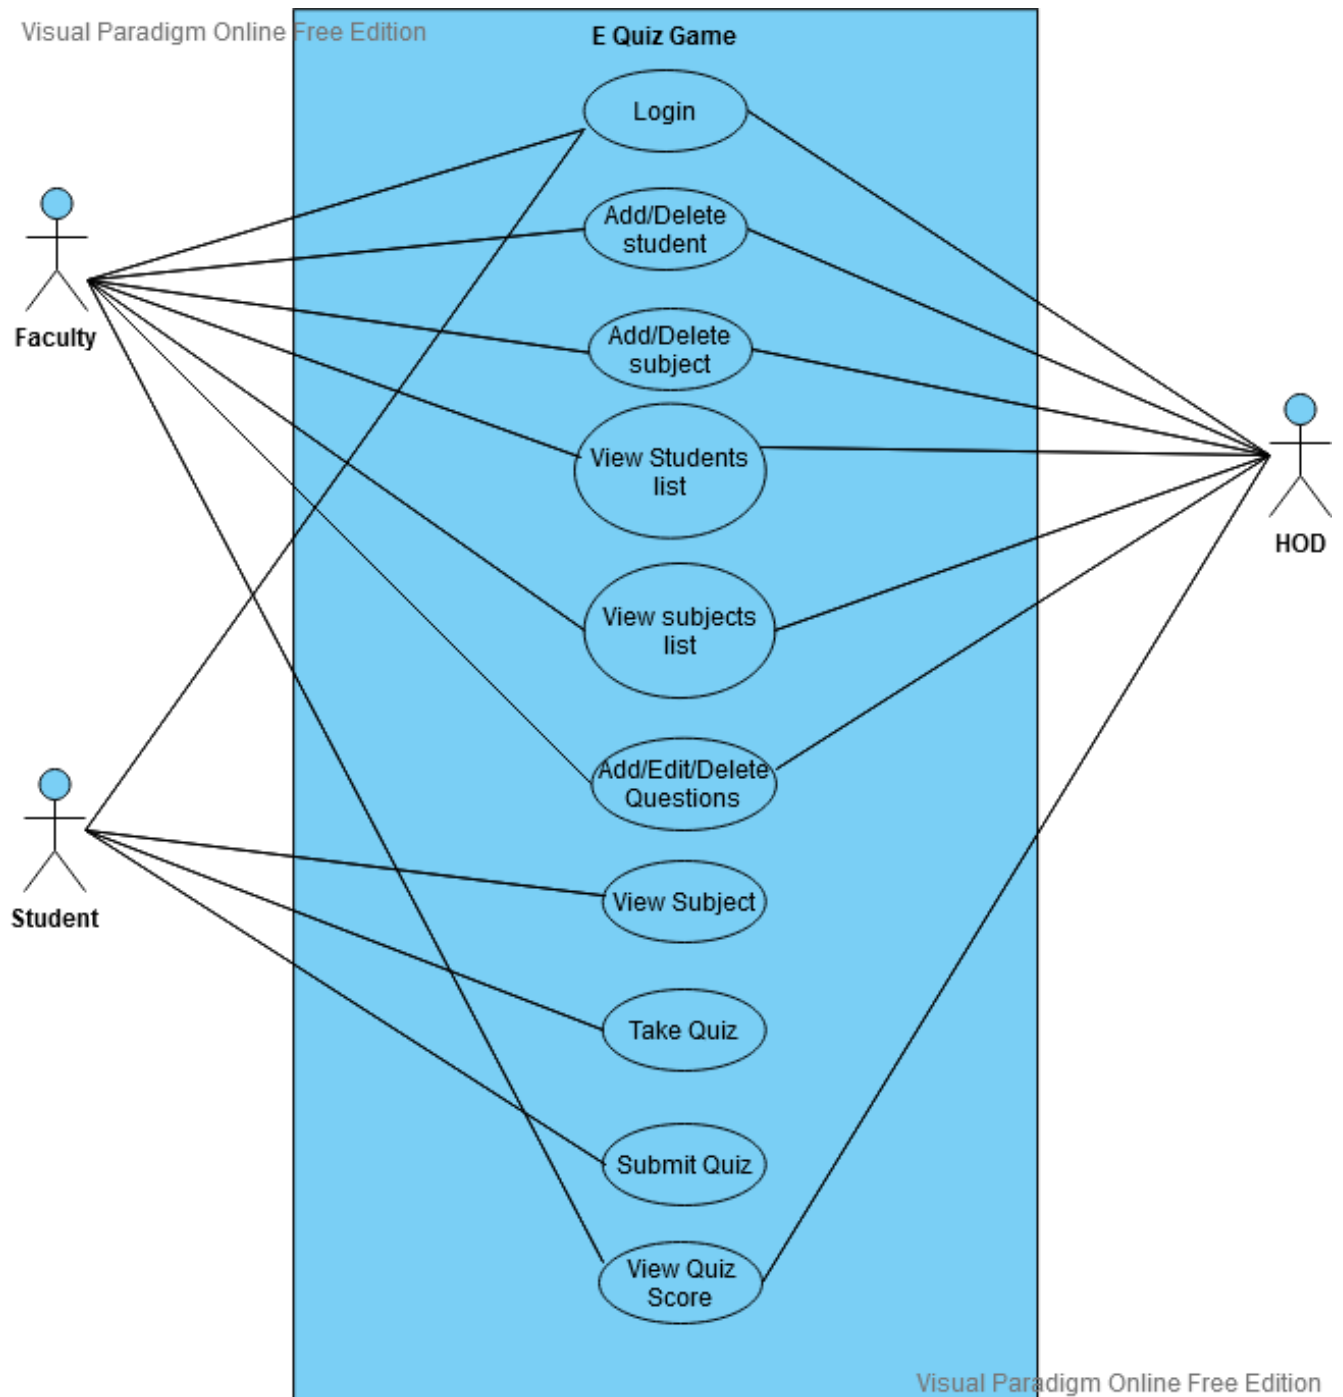 Visual Paradigm Online Free Edition
E Quiz Game
Login
Add/Delete
student
Faculty
Add/Delete
subject
View Students
list
HOD
View subjects
list
Add/Edit/Delete
Questions
View Subject
Student
Take Quiz
Submit Quiz
View Quiz
Score
Visual Paradigm Online Free Edition